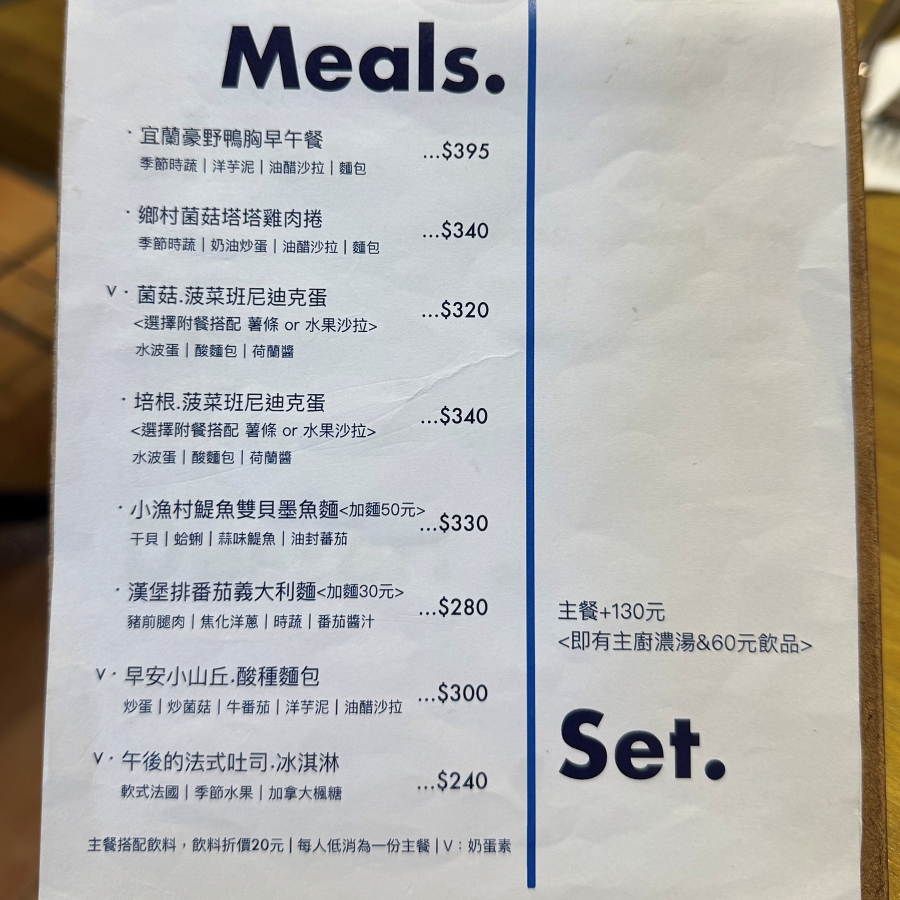 Meals.
· 宜蘭豪野鴨胸早午餐 ...$395
季節時蔬 | 洋芋泥 | 油醋沙拉 | 麵包
· 鄉村菌菇塔塔雞肉捲 ...$340
季節時蔬 | 奶油炒蛋 | 油醋沙拉 | 麵包
V · 菌菇.菠菜班尼迪克蛋 ...$320
<選擇附餐搭配 薯條 or 水果沙拉>
水波蛋 | 酸麵包 | 荷蘭醬
· 培根.菠菜班尼迪克蛋 ...$340
<選擇附餐搭配 薯條 or 水果沙拉>
水波蛋 | 酸麵包 | 荷蘭醬
· 小漁村鯷魚雙貝墨魚麵<加麵50元> ...$330
干貝 | 蛤蜊 | 蒜味鯷魚 | 油封蕃茄
· 漢堡排番茄義大利麵<加麵30元> ...$280
豬前腿肉 | 焦化洋蔥 | 時蔬 | 番茄醬汁
V · 早安小山丘.酸種麵包 ...$300
炒蛋 | 炒菌菇 | 牛番茄 | 洋芋泥 | 油醋沙拉
V · 午後的法式吐司.冰淇淋 ...$240
軟式法國 | 季節水果 | 加拿大楓糖
主餐搭配飲料，飲料折價20元 | 每人低消為一份主餐 | V：奶蛋素
主餐+130元
<即有主廚濃湯&60元飲品>
Set.